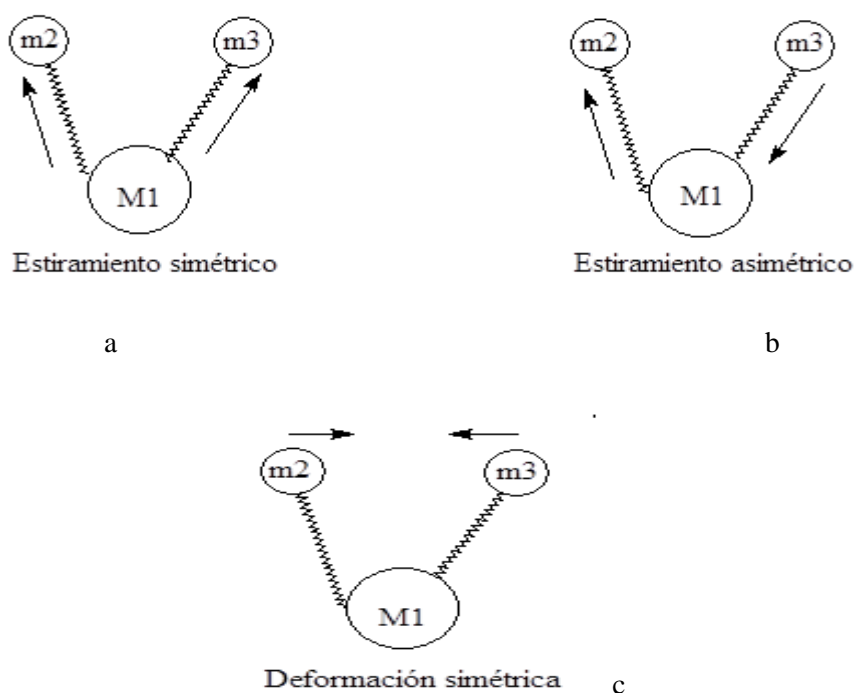 m2 m3
M1
Estiramiento simétrico
a
m2 m3
M1
Estiramiento asimétrico
b
m2 m3
M1
Deformación simétrica
c